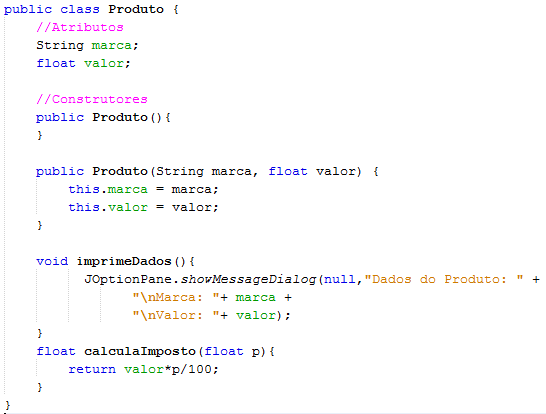 public class Produto {
//Atributos
String marca;
float valor;
//Construtores
public Produto(){
}
public Produto(String marca, float valor) {
this.marca = marca;
this.valor = valor;
}
void imprimeDados(){
JOptionPane.showMessageDialog(null,"Dados do Produto: " +
"\nMarca: "+ marca +
"\nValor: "+ valor);
}
float calculaImposto(float p){
return valor*p/100;
}
}